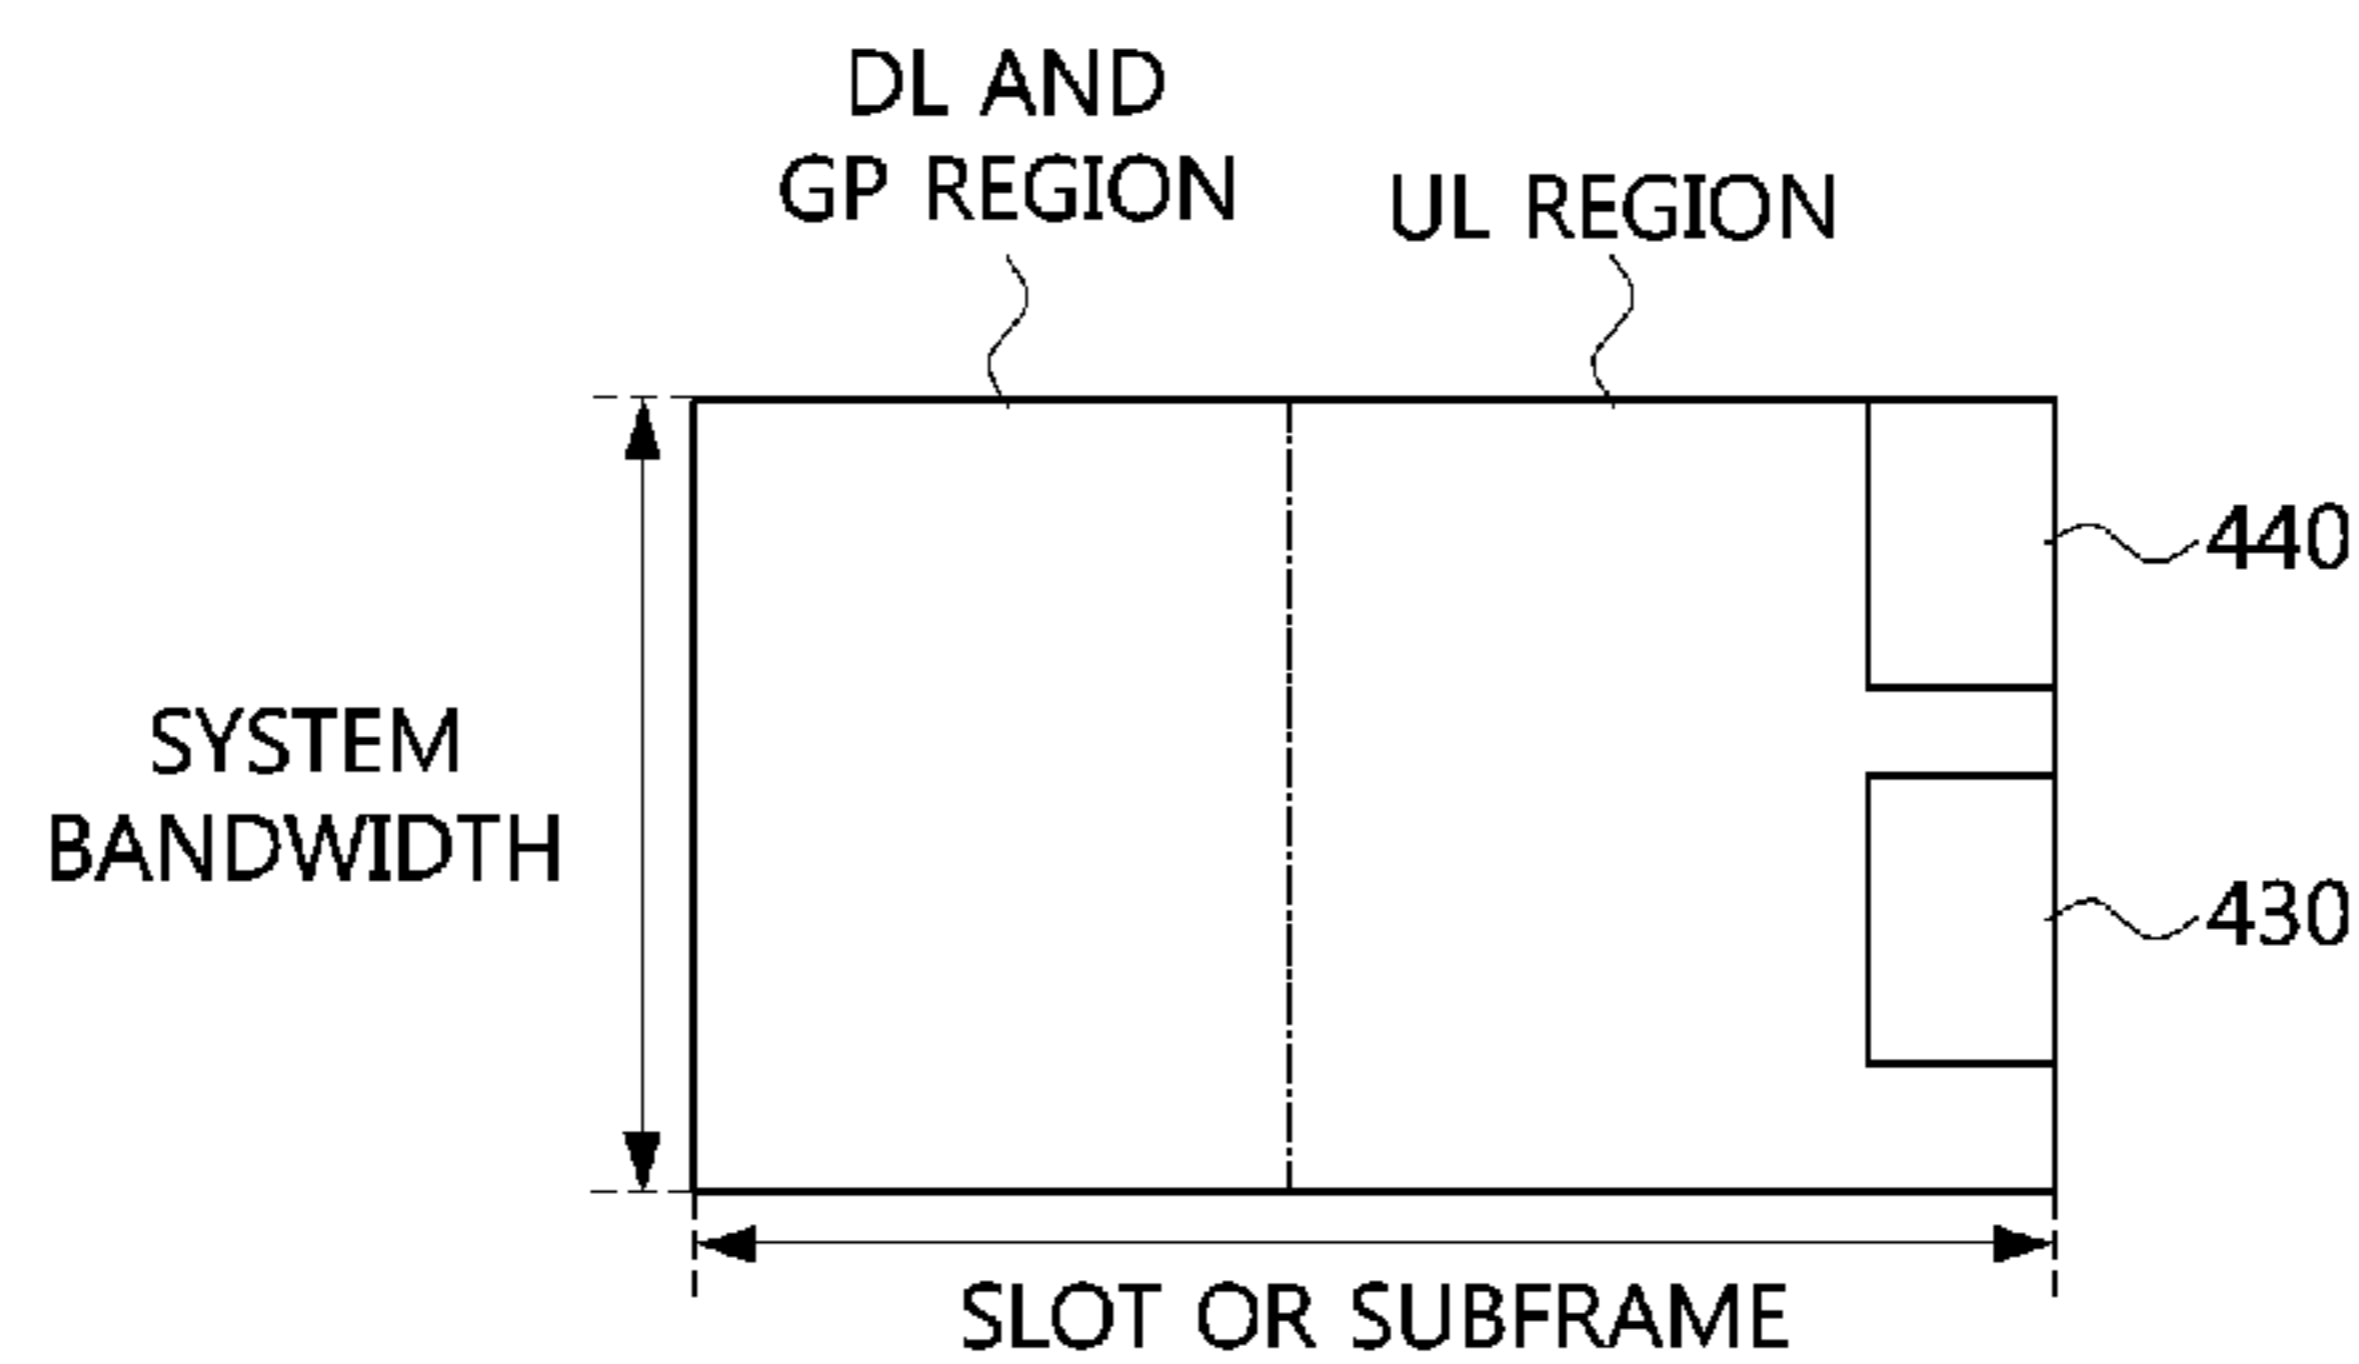 DL AND
GP REGION
UL REGION
440
SYSTEM
BANDWIDTH
430
SLOT OR SUBFRAME